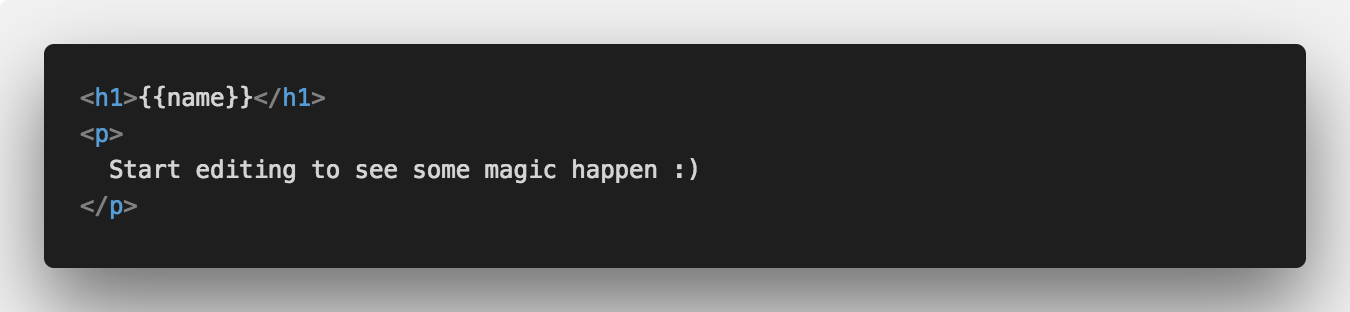 <h1>{{name}}</h1>
<p>
  Start editing to see some magic happen :)
</p>